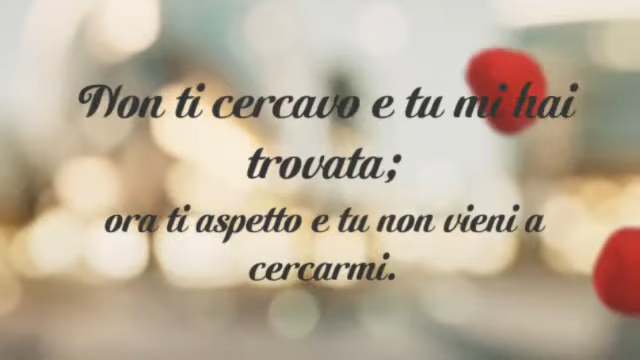 Non ti cercavo e tu mi hai
trovata;
ora ti aspetto e tu non vieni a
cercarmi.